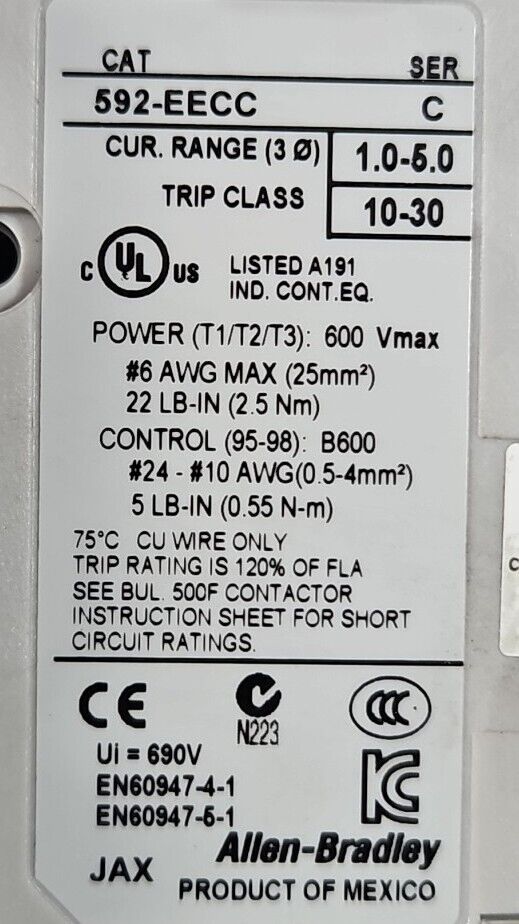 CAT SER
592-EECC C
CUR. RANGE (3 Ø) 1.0-5.0
TRIP CLASS 10-30
C UL US LISTED A191
IND. CONT.EQ.
POWER (T1/T2/T3): 600 Vmax
#6 AWG MAX (25mm²)
22 LB-IN (2.5 Nm)
CONTROL (95-98): B600
#24 - #10 AWG(0.5-4mm²)
5 LB-IN (0.55 N-m)
75°C CU WIRE ONLY
TRIP RATING IS 120% OF FLA
SEE BUL. 500F CONTACTOR
INSTRUCTION SHEET FOR SHORT
CIRCUIT RATINGS.
CE N223 CCC
Ui = 690V
EN60947-4-1
EN60947-5-1
KC
Allen-Bradley
JAX PRODUCT OF MEXICO
C